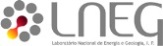 LNEG
Laboratório Nacional de Energia e Geologia, I. P.